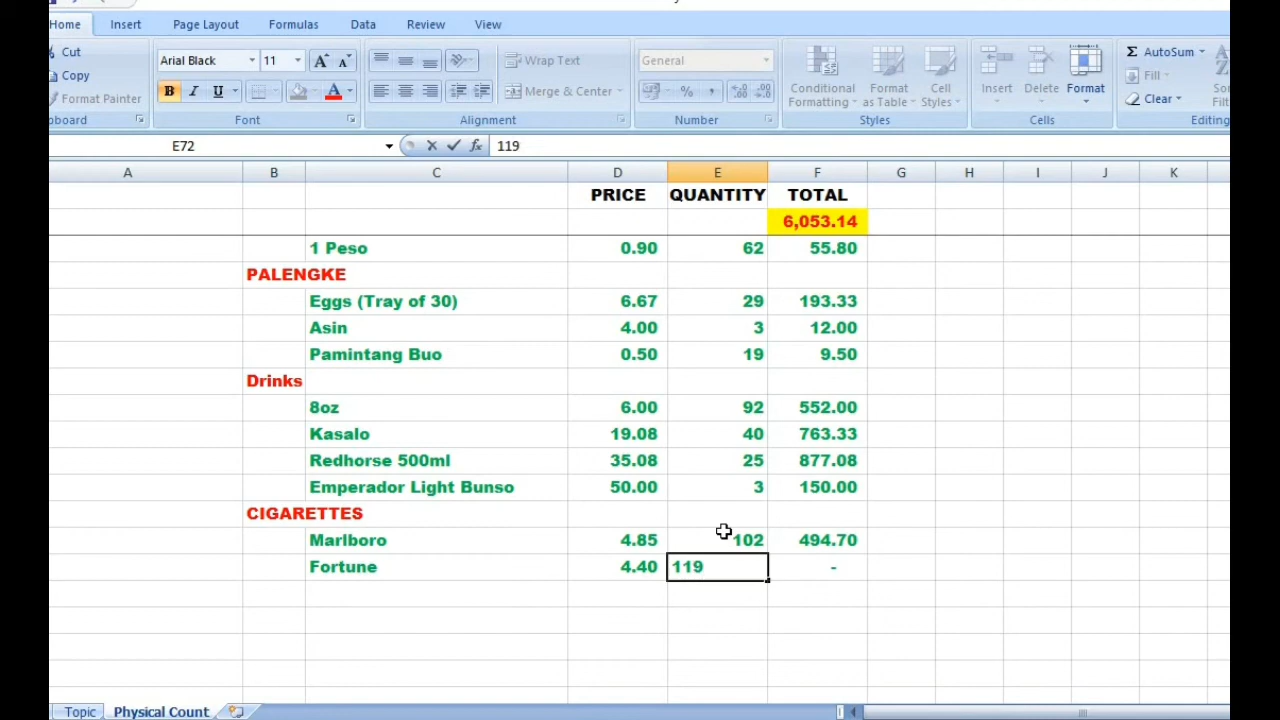 Home Insert Page Layout Formulas Data Review View
Cut
Copy
Format Painter
Arial Black 11
B I U
Wrap Text
Merge & Center
General
% ,
Conditional Formatting
Format as Table
Cell Styles
Insert Delete Format
Σ AutoSum
Fill
Clear
Font Alignment Number Styles Cells Editing
E72 fx 119
A B C D E F G H I J K
PRICE QUANTITY TOTAL
6,053.14
1 Peso 0.90 62 55.80
PALENGKE
Eggs (Tray of 30) 6.67 29 193.33
Asin 4.00 3 12.00
Pamintang Buo 0.50 19 9.50
Drinks
8oz 6.00 92 552.00
Kasalo 19.08 40 763.33
Redhorse 500ml 35.08 25 877.08
Emperador Light Bunso 50.00 3 150.00
CIGARETTES
Marlboro 4.85 102 494.70
Fortune 4.40 119 -
Topic Physical Count